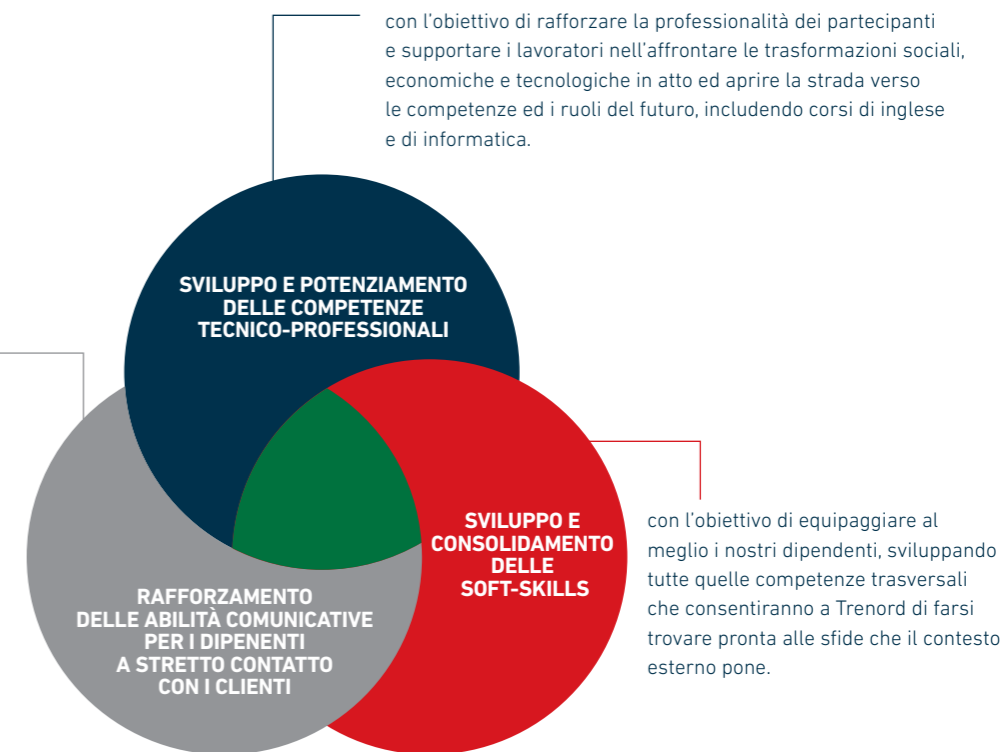 con l’obiettivo di rafforzare la professionalità dei partecipanti
e supportare i lavoratori nell’affrontare le trasformazioni sociali,
economiche e tecnologiche in atto ed aprire la strada verso
le competenze ed i ruoli del futuro, includendo corsi di inglese
e di informatica.
SVILUPPO E POTENZIAMENTO
DELLE COMPETENZE
TECNICO-PROFESSIONALI
SVILUPPO E
CONSOLIDAMENTO
DELLE
SOFT-SKILLS
con l’obiettivo di equipaggiare al
meglio i nostri dipendenti, sviluppando
tutte quelle competenze trasversali
che consentiranno a Trenord di farsi
trovare pronta alle sfide che il contesto
esterno pone.
RAFFORZAMENTO
DELLE ABILITÀ COMUNICATIVE
PER I DIPENENTI
A STRETTO CONTATTO
CON I CLIENTI